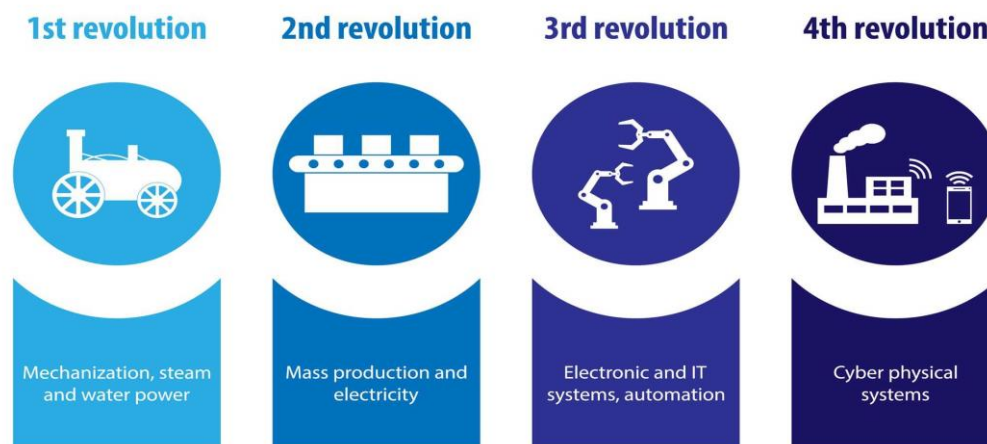 1st revolution
2nd revolution
3rd revolution
4th revolution
Mechanization, steam
and water power
Mass production and
electricity
Electronic and IT
systems, automation
Cyber physical
systems